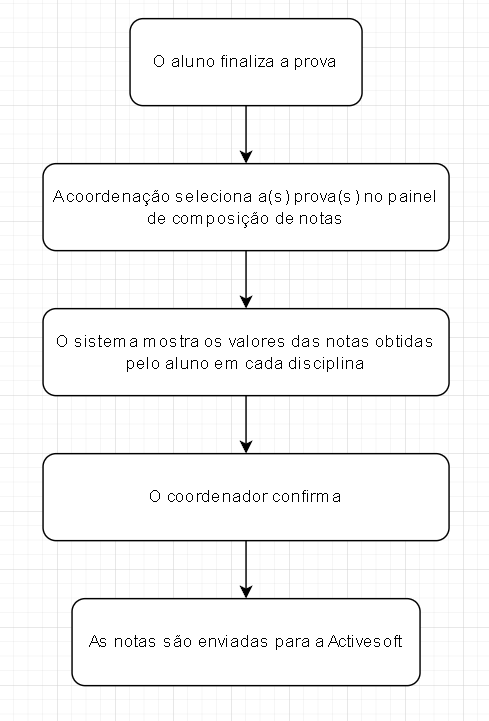 O aluno finaliza a prova
A coordenação seleciona a(s) prova(s) no painel
de composição de notas
O sistema mostra os valores das notas obtidas
pelo aluno em cada disciplina
O coordenador confirma
As notas são enviadas para a Activesoft